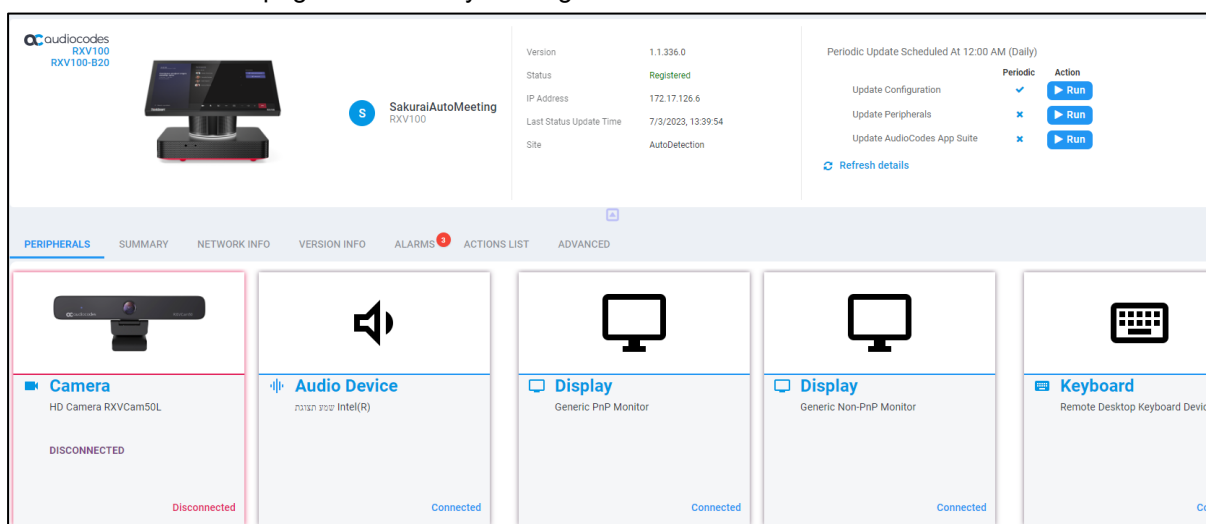 audiocodes
RXV100
RXV100-B20
S
SakuraiAutoMeeting
RXV100
Version 1.1.336.0
Status Registered
IP Address 172.17.126.6
Last Status Update Time 7/3/2023, 13:39:54
Site AutoDetection
Periodic Update Scheduled At 12:00 AM (Daily)
Periodic Action
Update Configuration Run
Update Peripherals Run
Update AudioCodes App Suite Run
Refresh details
PERIPHERALS SUMMARY NETWORK INFO VERSION INFO ALARMS 3 ACTIONS LIST ADVANCED
Camera
HD Camera RXVCam50L
DISCONNECTED
Disconnected
Audio Device
שמע תצוגת Intel(R)
Connected
Display
Generic PnP Monitor
Connected
Display
Generic Non-PnP Monitor
Connected
Keyboard
Remote Desktop Keyboard Devic